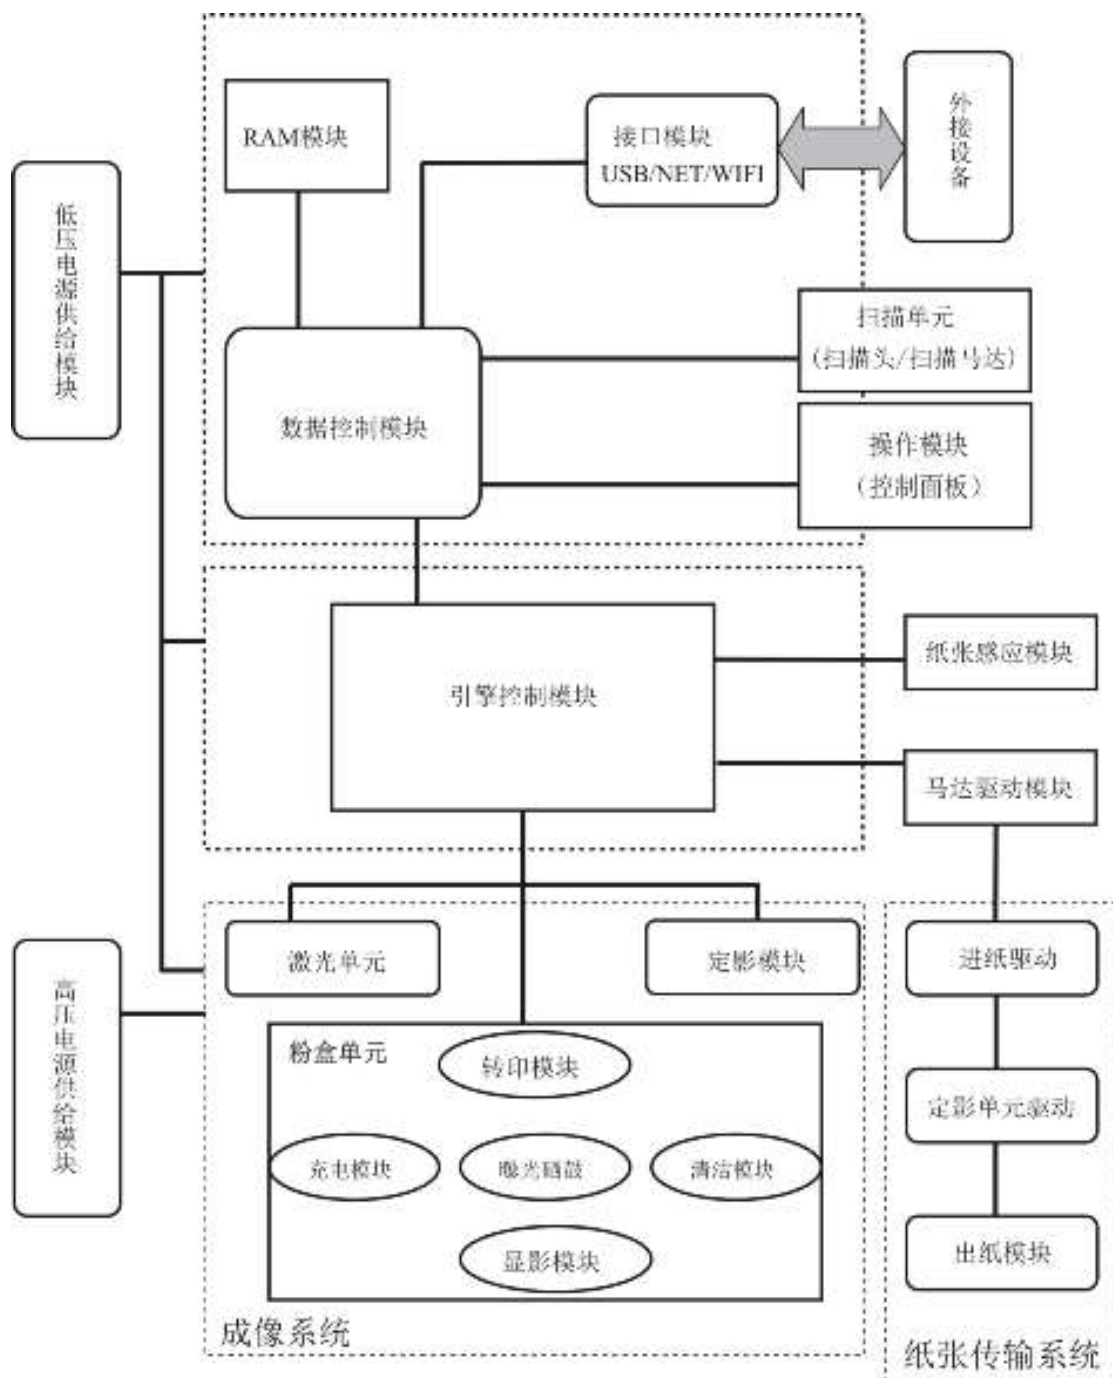 RAM模块
接口模块
USB/NET/WIFI
外接设备
低压电源供给模块
扫描单元
(扫描头/扫描马达)
数据控制模块
操作模块
（控制面板）
引擎控制模块
纸张感应模块
马达驱动模块
高压电源供给模块
激光单元
定影模块
进纸驱动
粉盒单元
转印模块
定影单元驱动
充电模块
曝光硒鼓
清洁模块
显影模块
出纸模块
成像系统
纸张传输系统